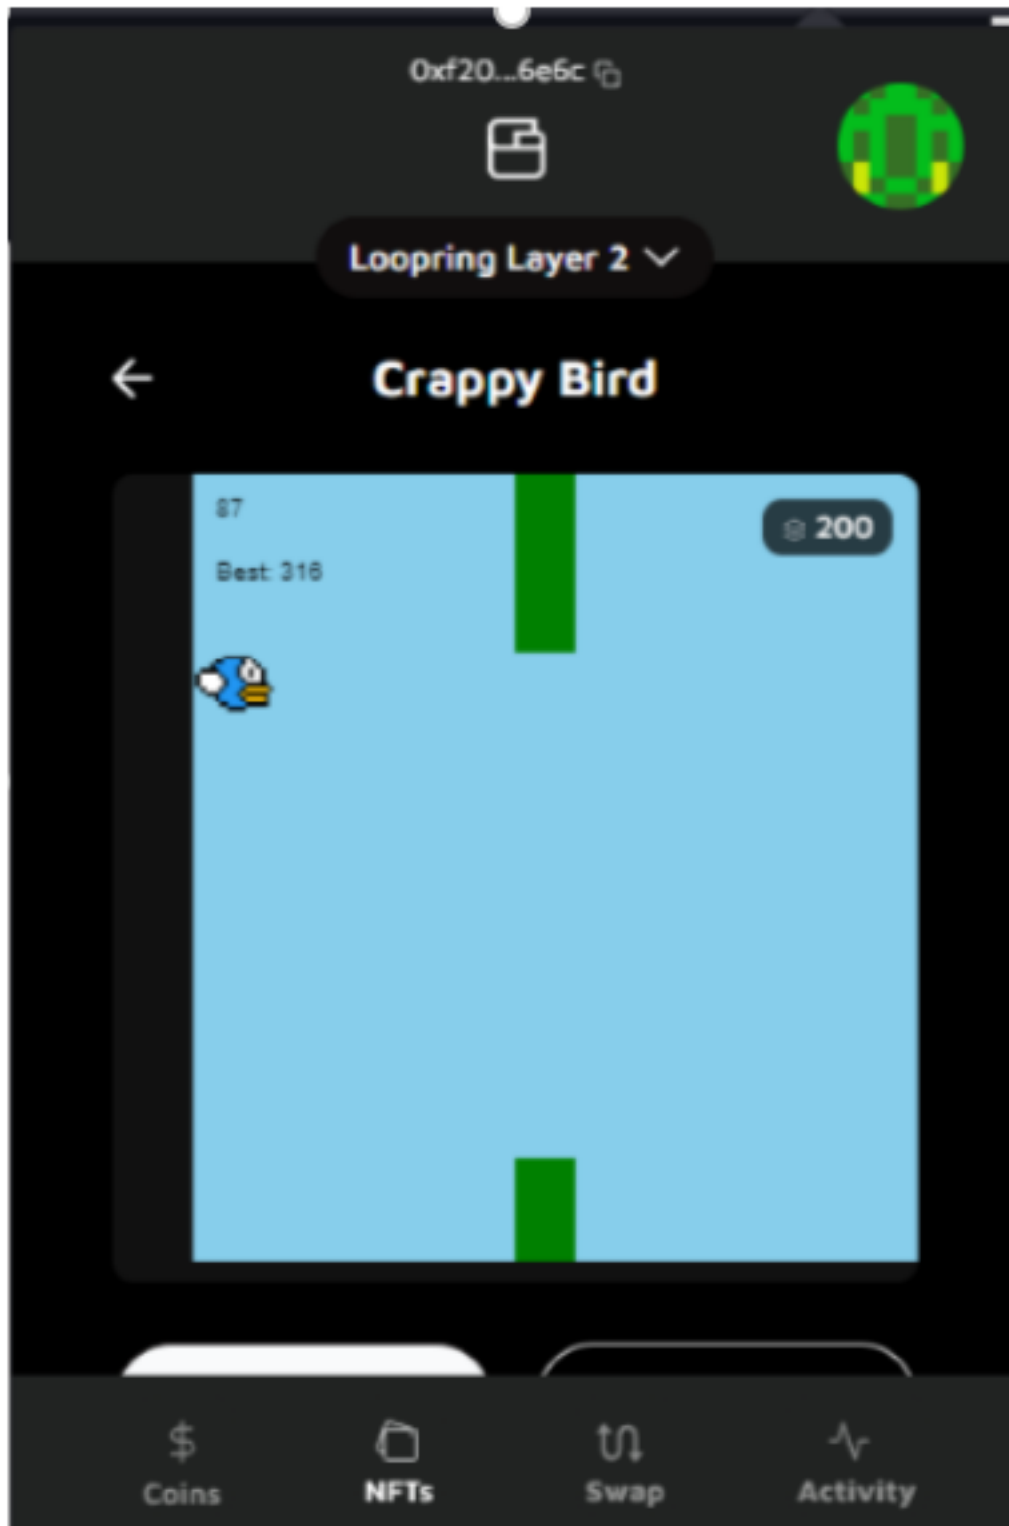 0xf20...6e6c
Loopring Layer 2
Crappy Bird
87
Best: 316
200
Coins
NFTs
Swap
Activity